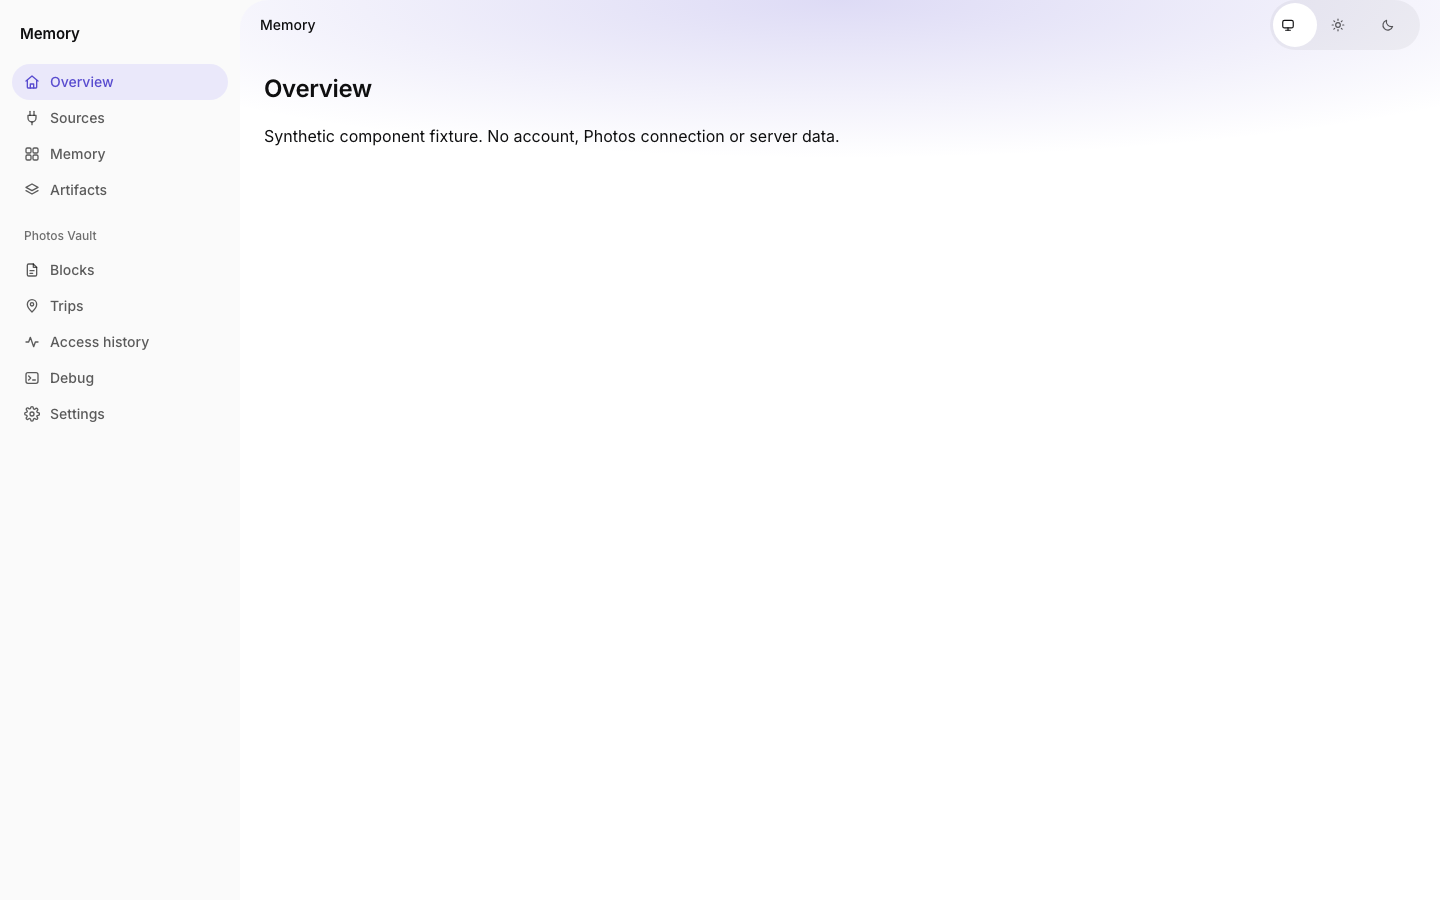 Memory
Overview
Sources
Memory
Artifacts
Photos Vault
Blocks
Trips
Access history
Debug
Settings
Memory
Overview
Synthetic component fixture. No account, Photos connection or server data.